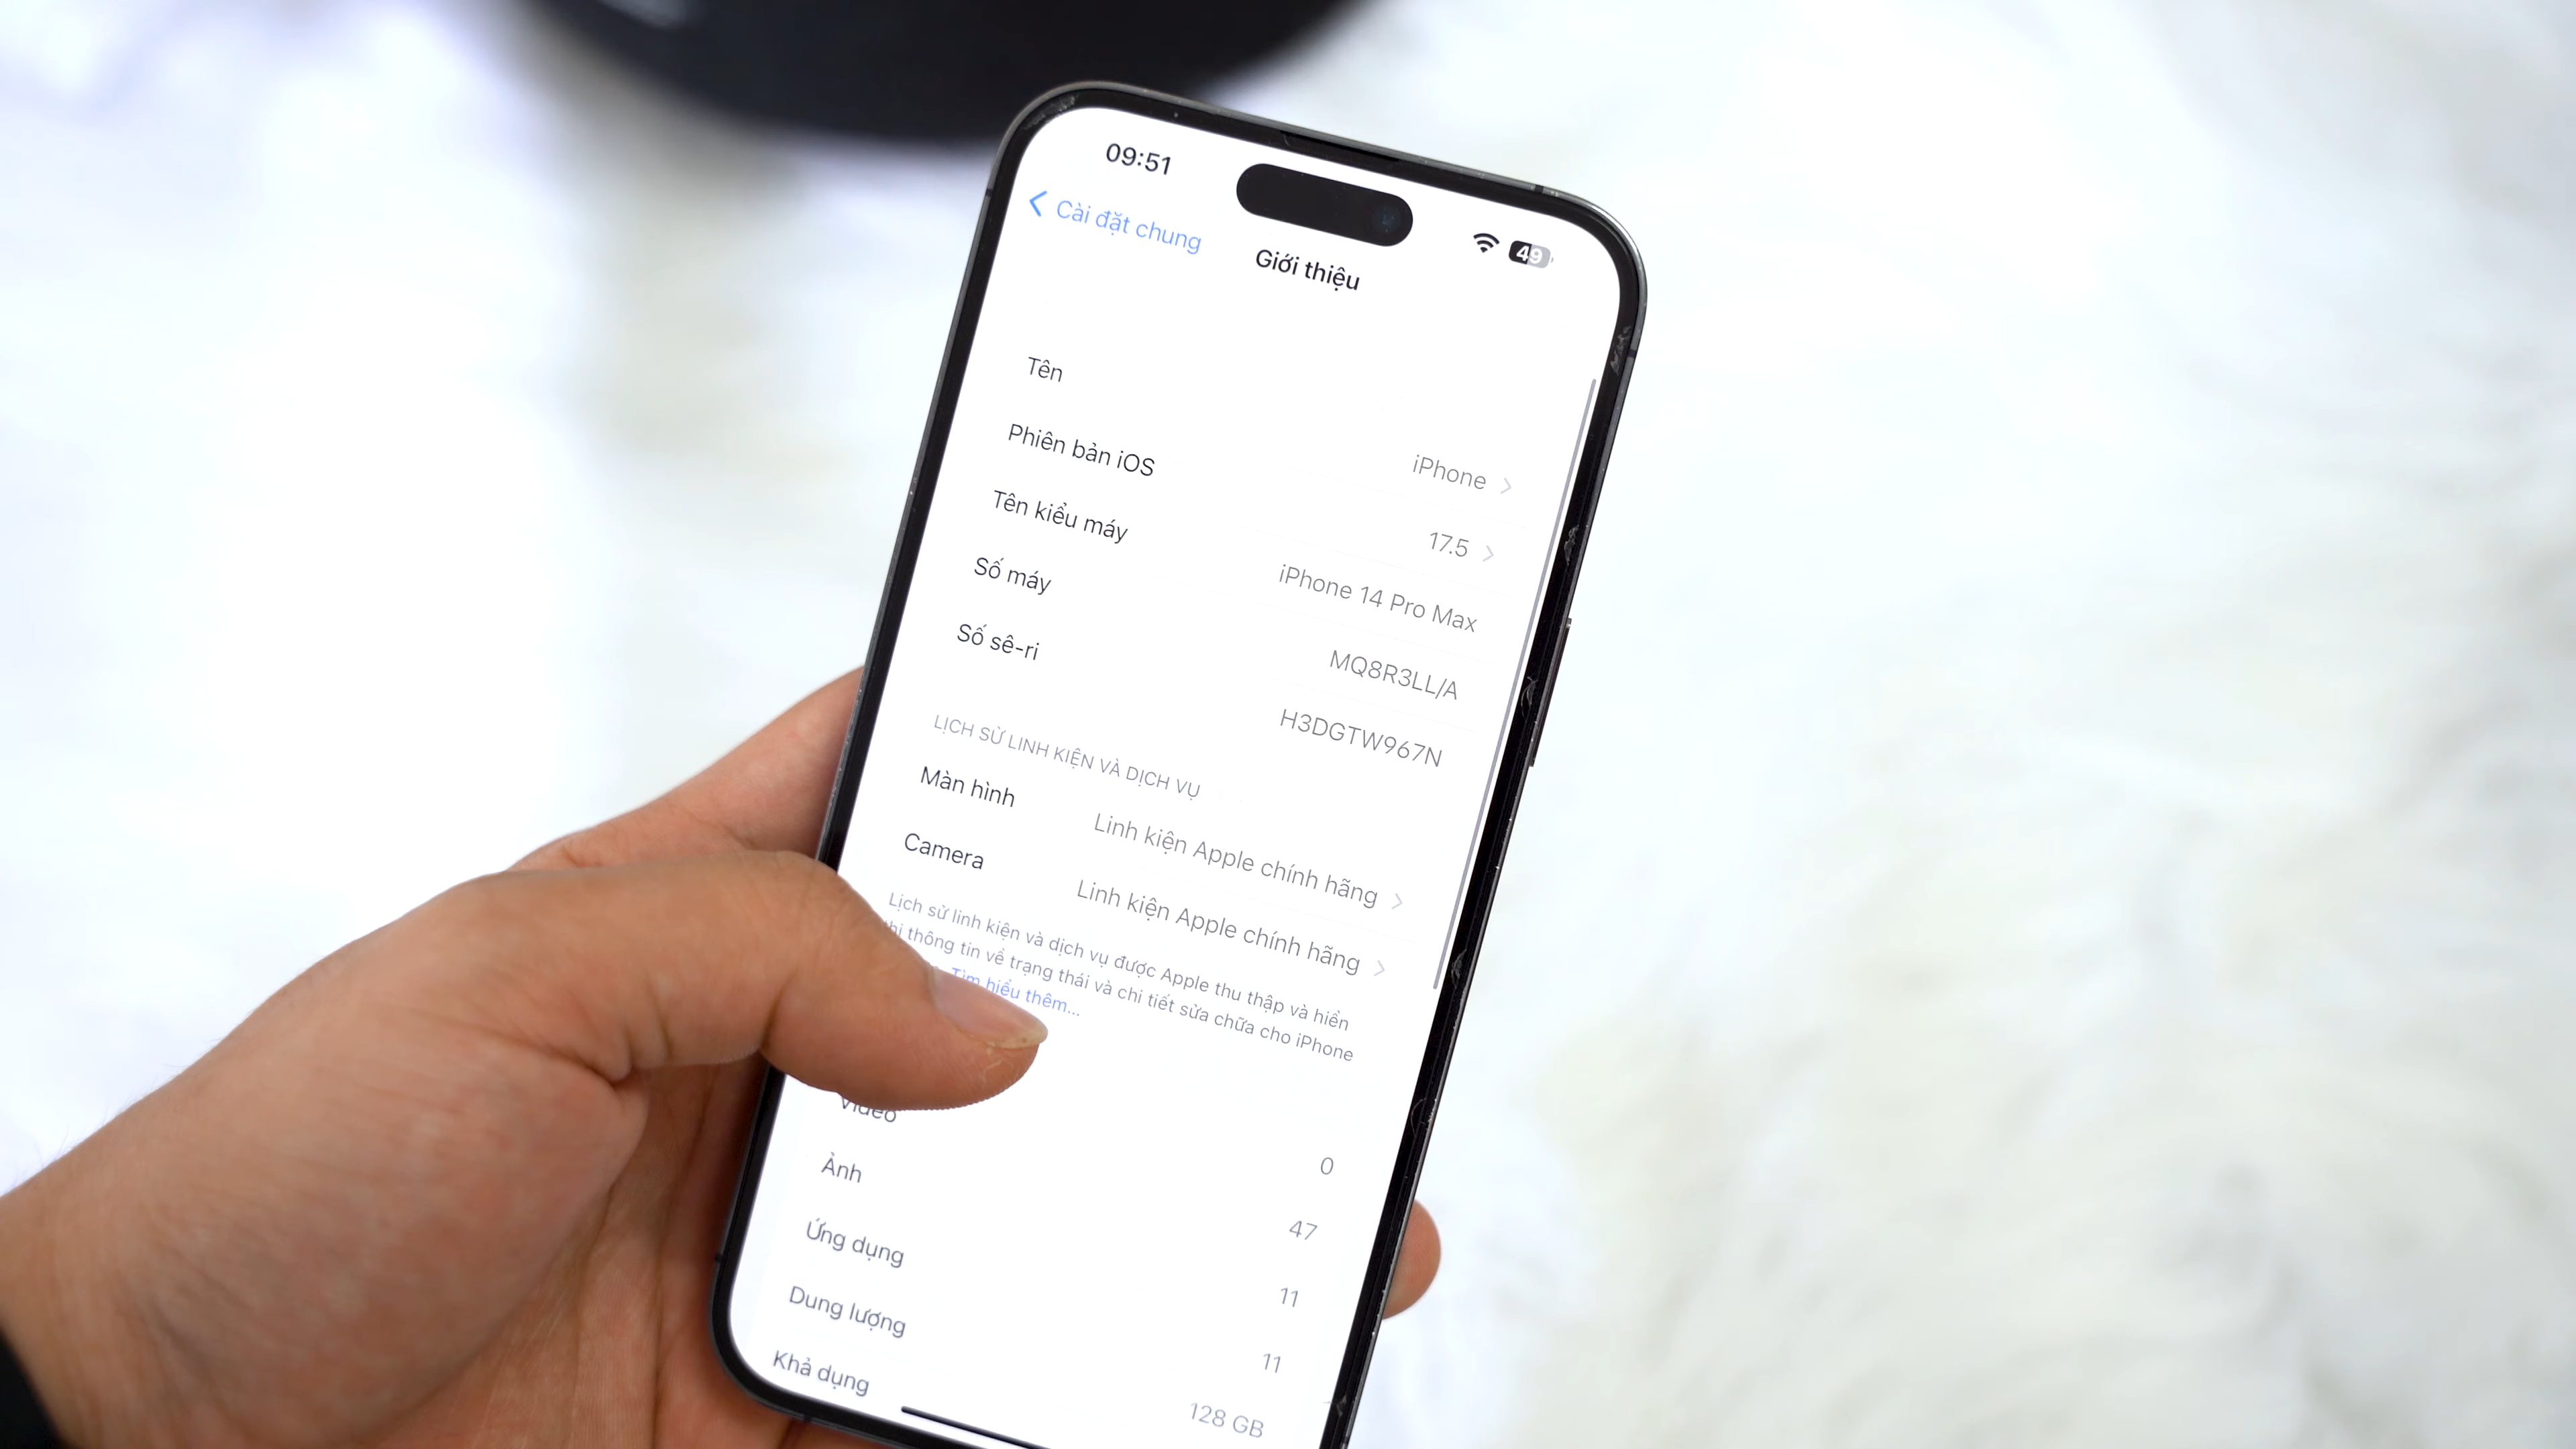 09:51
49
Cài đặt chung
Giới thiệu
Tên
iPhone
Phiên bản iOS
17.5
Tên kiểu máy
iPhone 14 Pro Max
Số máy
MQ8R3LL/A
Số sê-ri
H3DGTW967N
LỊCH SỬ LINH KIỆN VÀ DỊCH VỤ
Màn hình
Linh kiện Apple chính hãng
Camera
Linh kiện Apple chính hãng
Lịch sử linh kiện và dịch vụ được Apple thu thập và hiển
thị thông tin về trạng thái và chi tiết sửa chữa cho iPhone
Tìm hiểu thêm...
0
Video
47
Ảnh
11
Ứng dụng
11
Dung lượng
128 GB
Khả dụng